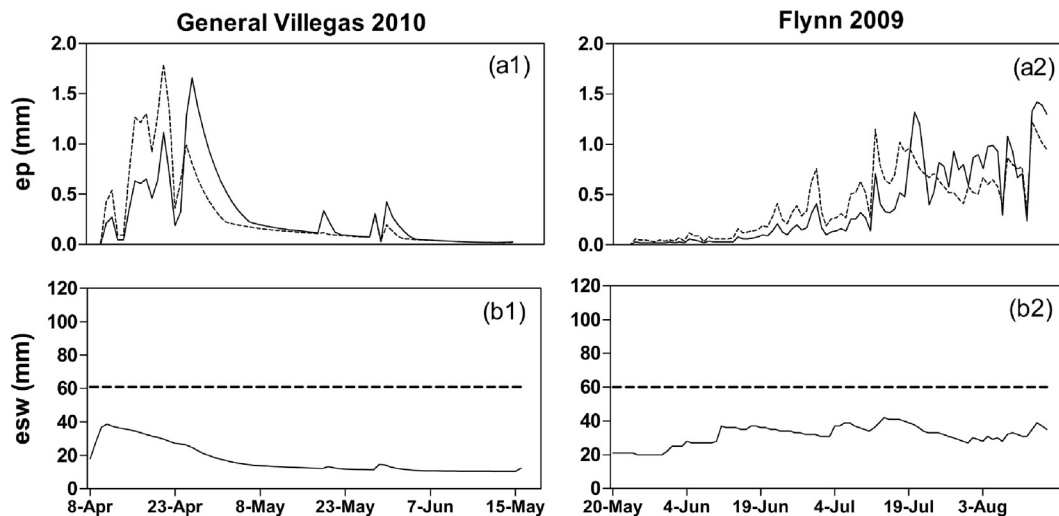 General Villegas 2010
Flynn 2009
ep (mm)
2.0
1.5
1.0
0.5
0.0
(a1)
2.0
1.5
1.0
0.5
0.0
(a2)
esw (mm)
120
100
80
60
40
20
0
(b1)
120
100
80
60
40
20
0
(b2)
8-Apr 23-Apr 8-May 23-May 7-Jun 15-May
20-May 4-Jun 19-Jun 4-Jul 19-Jul 3-Aug